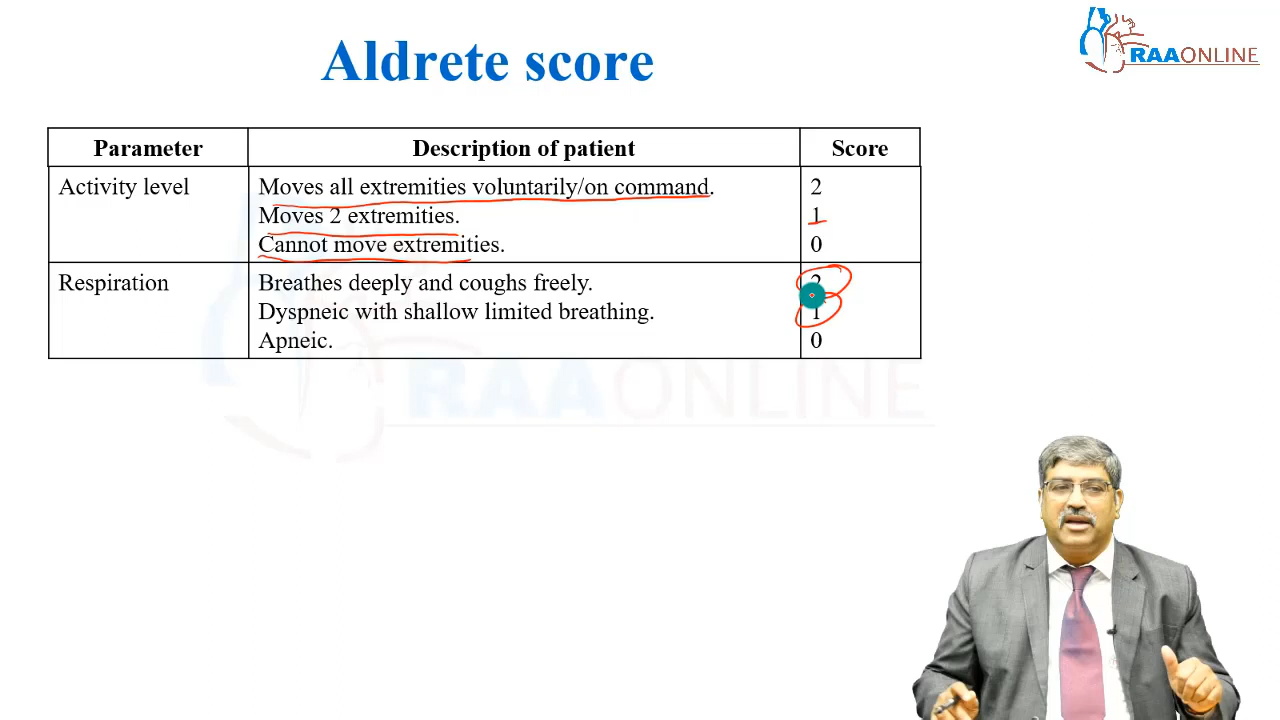 Aldrete score
RAAONLINE
Parameter Description of patient Score
Activity level Moves all extremities voluntarily/on command. 2
Moves 2 extremities. 1
Cannot move extremities. 0
Respiration Breathes deeply and coughs freely. 2
Dyspneic with shallow limited breathing. 1
Apneic. 0
RAAONLINE